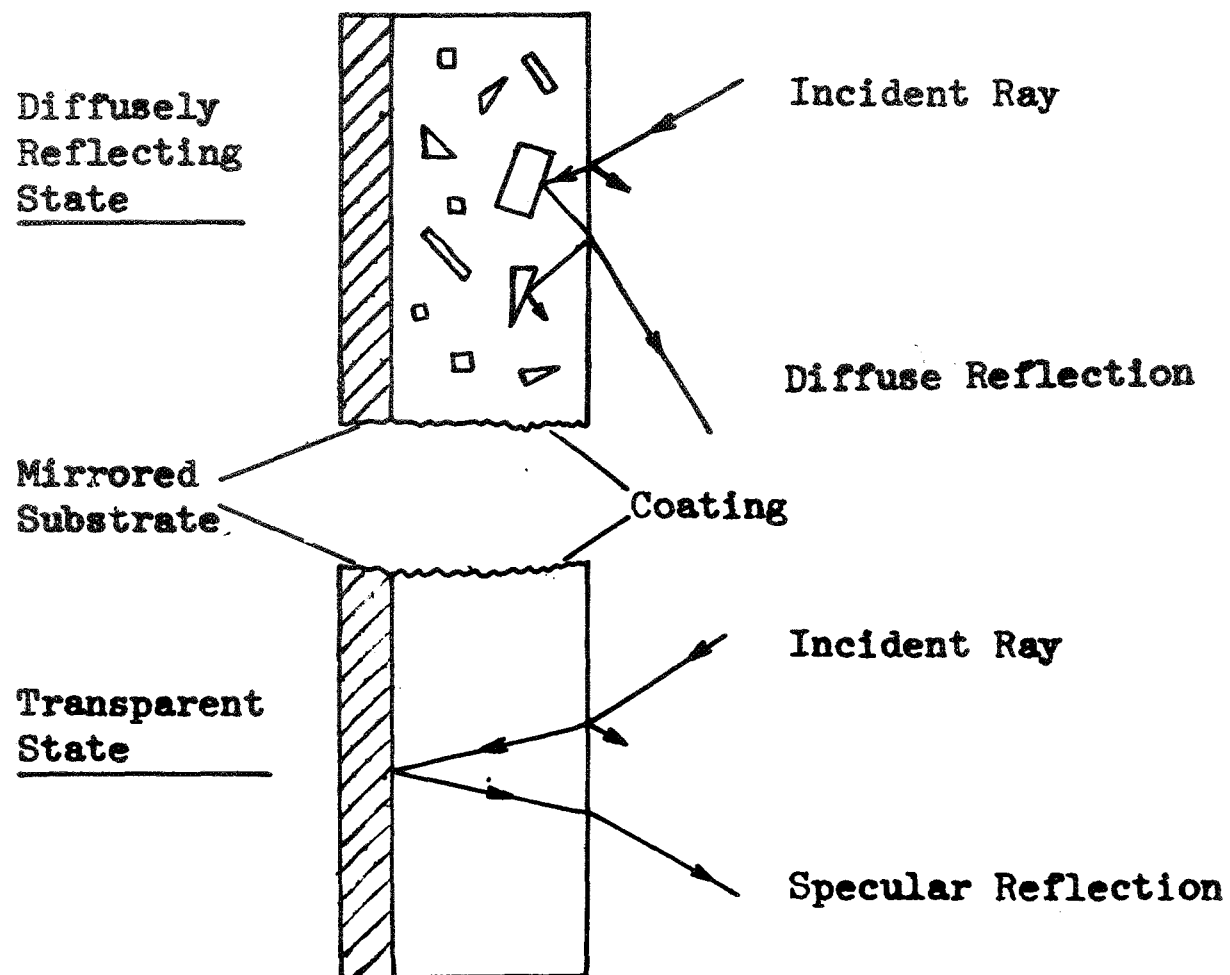 Diffusely
Reflecting
State
Incident Ray
Diffuse Reflection
Mirrored
Substrate
Coating
Transparent
State
Incident Ray
Specular Reflection